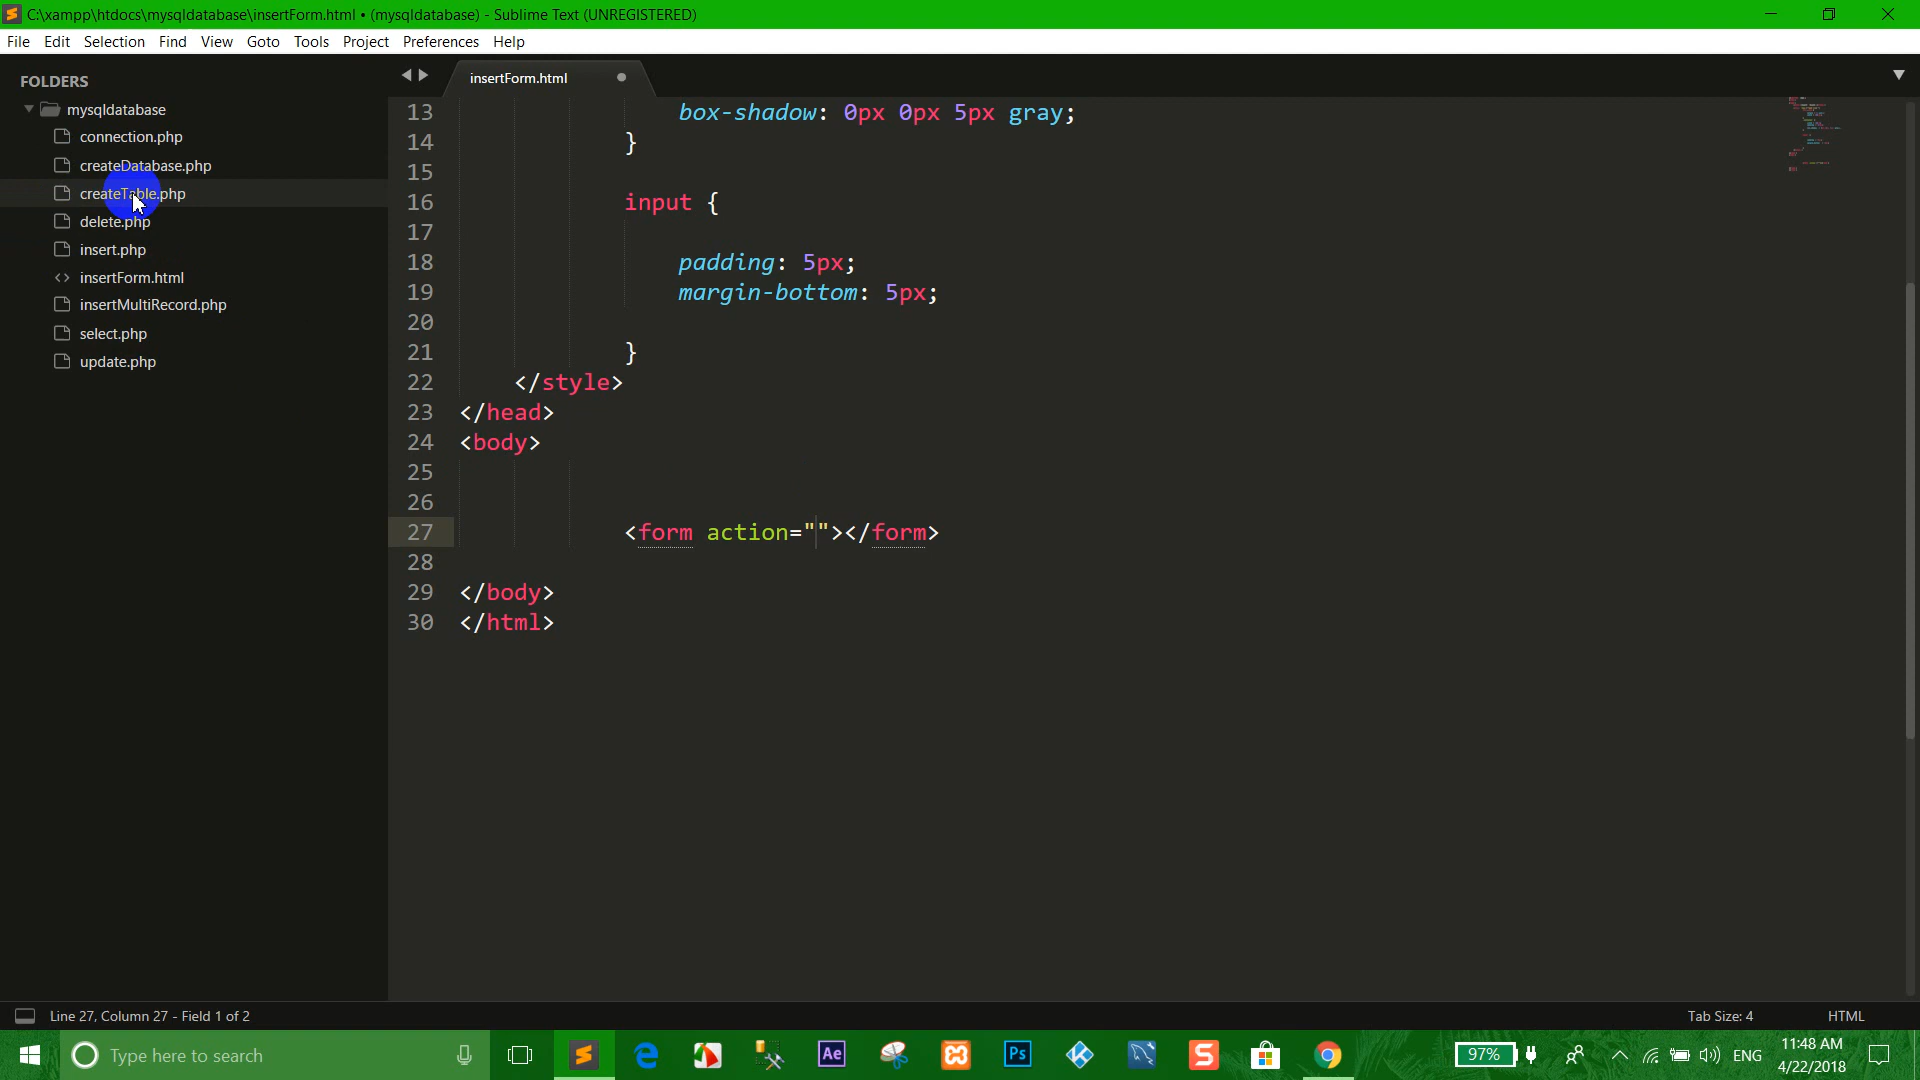 C:\xampp\htdocs\mysqldatabase\insertForm.html • (mysqldatabase) - Sublime Text (UNREGISTERED)
File Edit Selection Find View Goto Tools Project Preferences Help
FOLDERS
mysqldatabase
connection.php
createDatabase.php
createTable.php
delete.php
insert.php
<> insertForm.html
insertMultiRecord.php
select.php
update.php
insertForm.html
13 box-shadow: 0px 0px 5px gray;
14 }
15
16 input {
17
18 padding: 5px;
19 margin-bottom: 5px;
20
21 }
22 </style>
23 </head>
24 <body>
25
26
27 <form action=""></form>
28
29 </body>
30 </html>
Line 27, Column 27 - Field 1 of 2
Tab Size: 4
HTML
Type here to search
Ae
Ps
S
97%
ENG
11:48 AM
4/22/2018